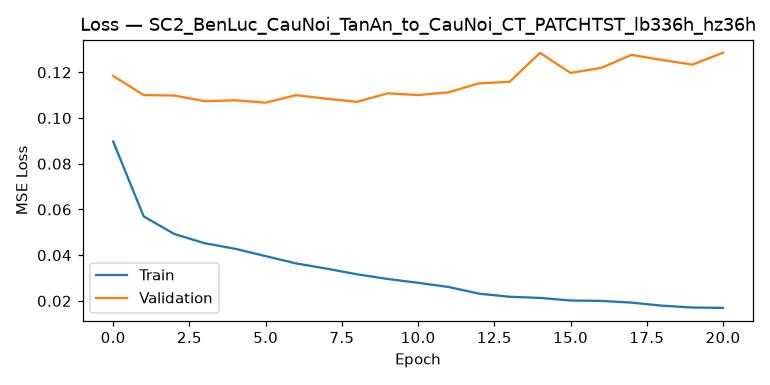 Loss — SC2_BenLuc_CauNoi_TanAn_to_CauNoi_CT_PATCHTST_lb336h_hz36h
MSE Loss
0.12
0.10
0.08
0.06
0.04
0.02
Train
Validation
0.0 2.5 5.0 7.5 10.0 12.5 15.0 17.5 20.0
Epoch